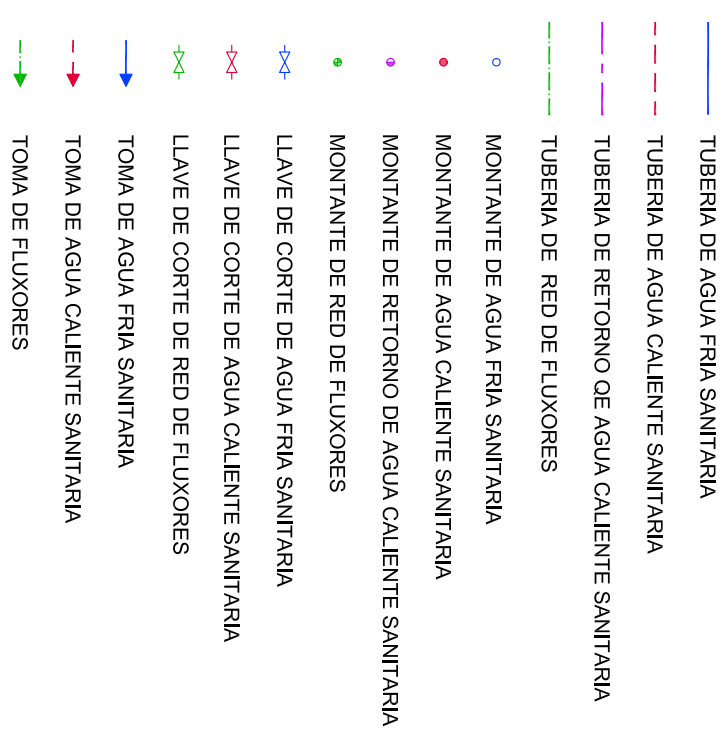 TUBERIA DE AGUA FRIA SANITARIA
TUBERIA DE AGUA CALIENTE SANITARIA
TUBERIA DE RETORNO QE AGUA CALIENTE SANITARIA
TUBERIA DE  RED DE FLUXORES
MONTANTE DE AGUA FRIA SANITARIA
MONTANTE DE AGUA CALIENTE SANITARIA
MONTANTE DE RETORNO DE AGUA CALIENTE SANITARIA
MONTANTE DE RED DE FLUXORES
LLAVE DE CORTE DE AGUA FRIA SANITARIA
LLAVE DE CORTE DE AGUA CALIENTE SANITARIA
LLAVE DE CORTE DE RED DE FLUXORES
TOMA DE AGUA FRIA SANITARIA
TOMA DE AGUA CALIENTE SANITARIA
TOMA DE FLUXORES